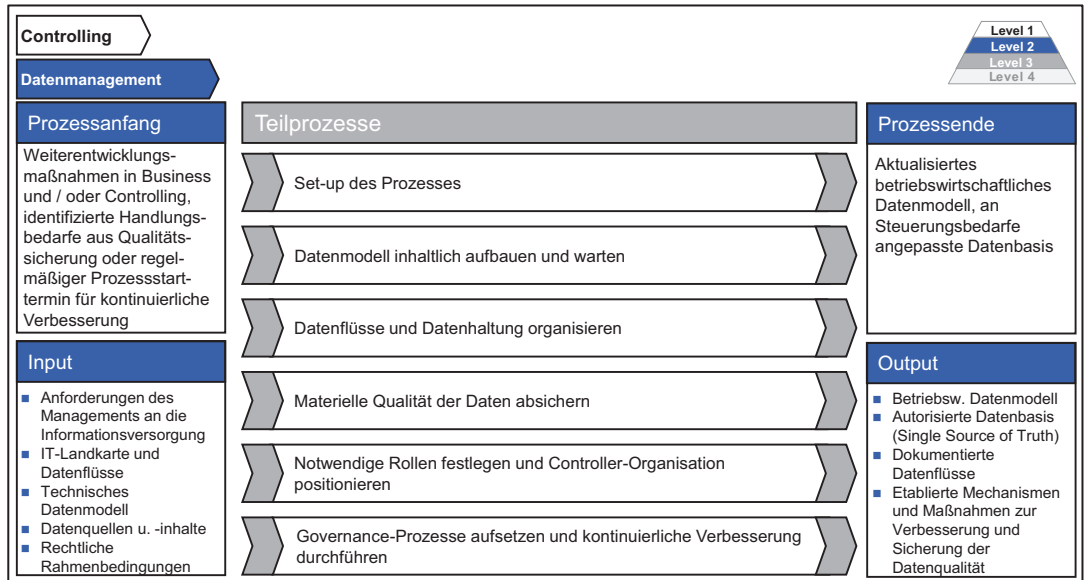 Controlling
Datenmanagement
Level 1
Level 2
Level 3
Level 4
Prozessanfang
Weiterentwicklungs-
maßnahmen in Business
und / oder Controlling,
identifizierte Handlungs-
bedarfe aus Qualitäts-
sicherung oder regel-
mäßiger Prozessstart-
termin für kontinuierliche
Verbesserung
Input
Anforderungen des
Managements an die
Informationsversorgung
IT-Landkarte und
Datenflüsse
Technisches
Datenmodell
Datenquellen u. -inhalte
Rechtliche
Rahmenbedingungen
Teilprozesse
Set-up des Prozesses
Datenmodell inhaltlich aufbauen und warten
Datenflüsse und Datenhaltung organisieren
Materielle Qualität der Daten absichern
Notwendige Rollen festlegen und Controller-Organisation
positionieren
Governance-Prozesse aufsetzen und kontinuierliche Verbesserung
durchführen
Prozessende
Aktualisiertes
betriebswirtschaftliches
Datenmodell, an
Steuerungsbedarfe
angepasste Datenbasis
Output
Betriebsw. Datenmodell
Autorisierte Datenbasis
(Single Source of Truth)
Dokumentierte
Datenflüsse
Etablierte Mechanismen
und Maßnahmen zur
Verbesserung und
Sicherung der
Datenqualität